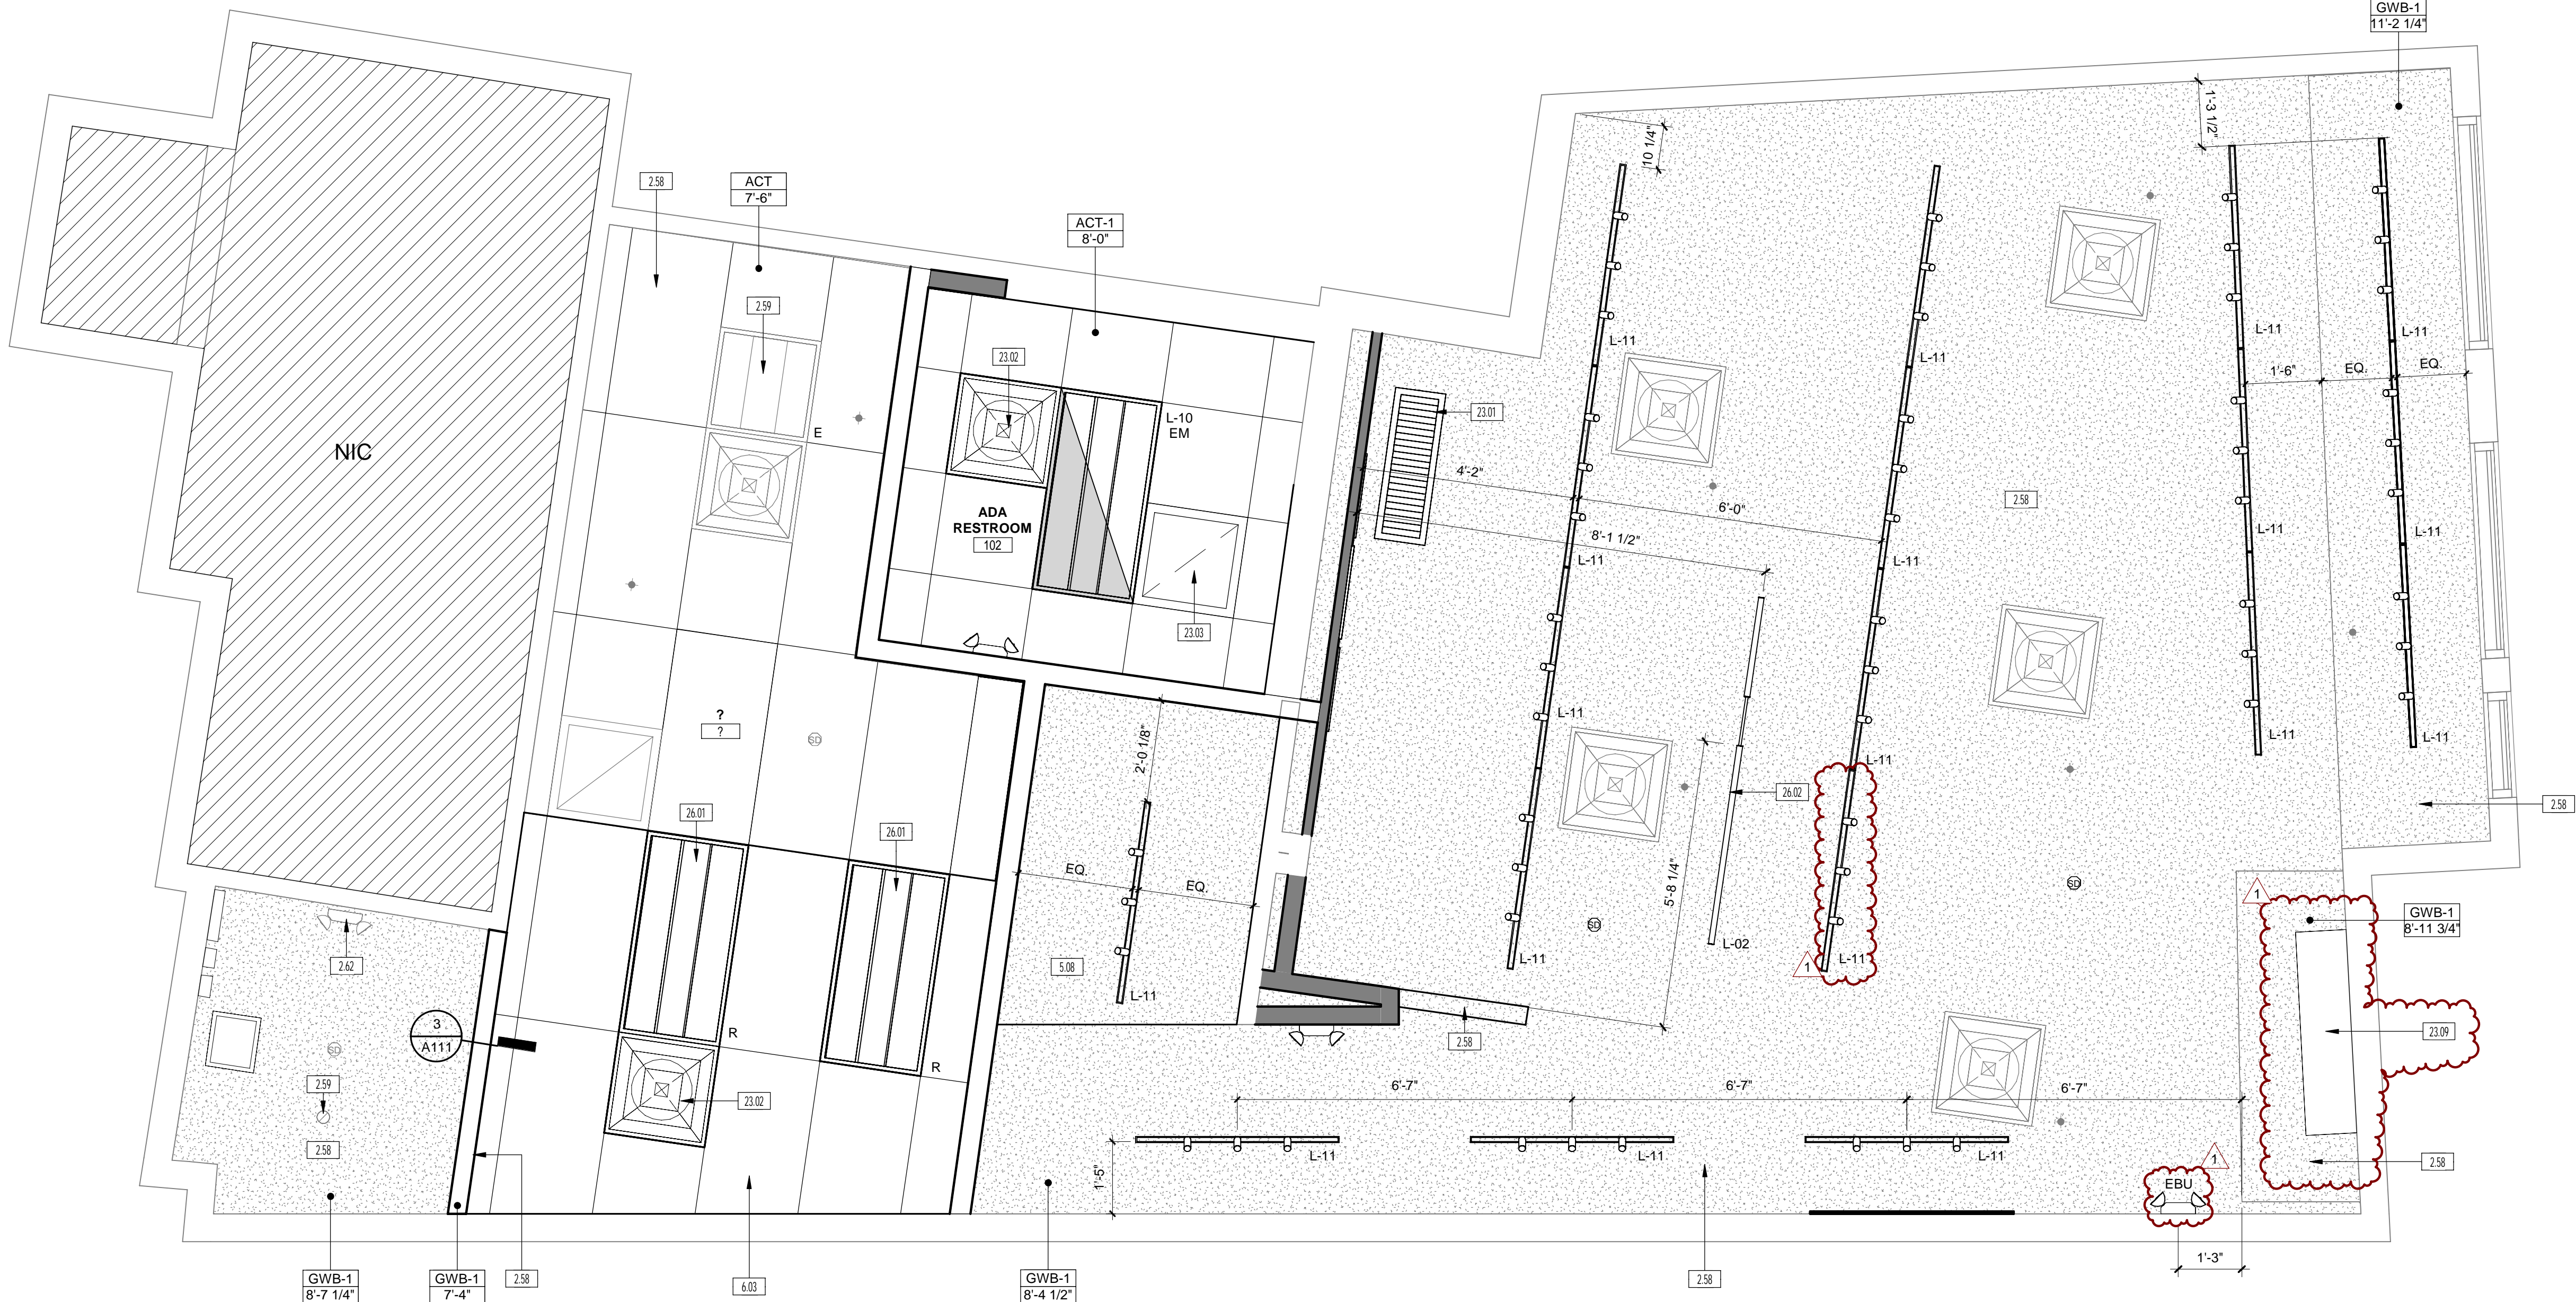 GWB-1
11'-2 1/4"
1'-3 1/2"
10 1/4"
2.58
ACT
7'-6"
ACT-1
8'-0"
2.59
23.02
L-10
EM
E
NIC
ADA
RESTROOM
102
23.03
23.01
4'-2"
6'-0"
8'-1 1/2"
2.58
L-11
L-11
L-11
L-11
1'-6"
EQ.
EQ.
L-11
L-11
L-11
L-11
L-11
L-11
L-11
L-11
L-11
?
?
SD
2'-0 1/8"
26.02
5'-8 1/4"
2.58
26.01
26.01
EQ.
EQ.
SD
SD
1
GWB-1
8'-11 3/4"
2.62
5.08
L-02
L-11
L-11
1
L-11
3
A111
SD
R
R
2.58
23.09
2.59
23.02
6'-7"
6'-7"
6'-7"
2.58
L-11
L-11
L-11
1'-5"
1
EBU
2.58
1'-3"
GWB-1
8'-7 1/4"
GWB-1
7'-4"
2.58
6.03
GWB-1
8'-4 1/2"
2.58